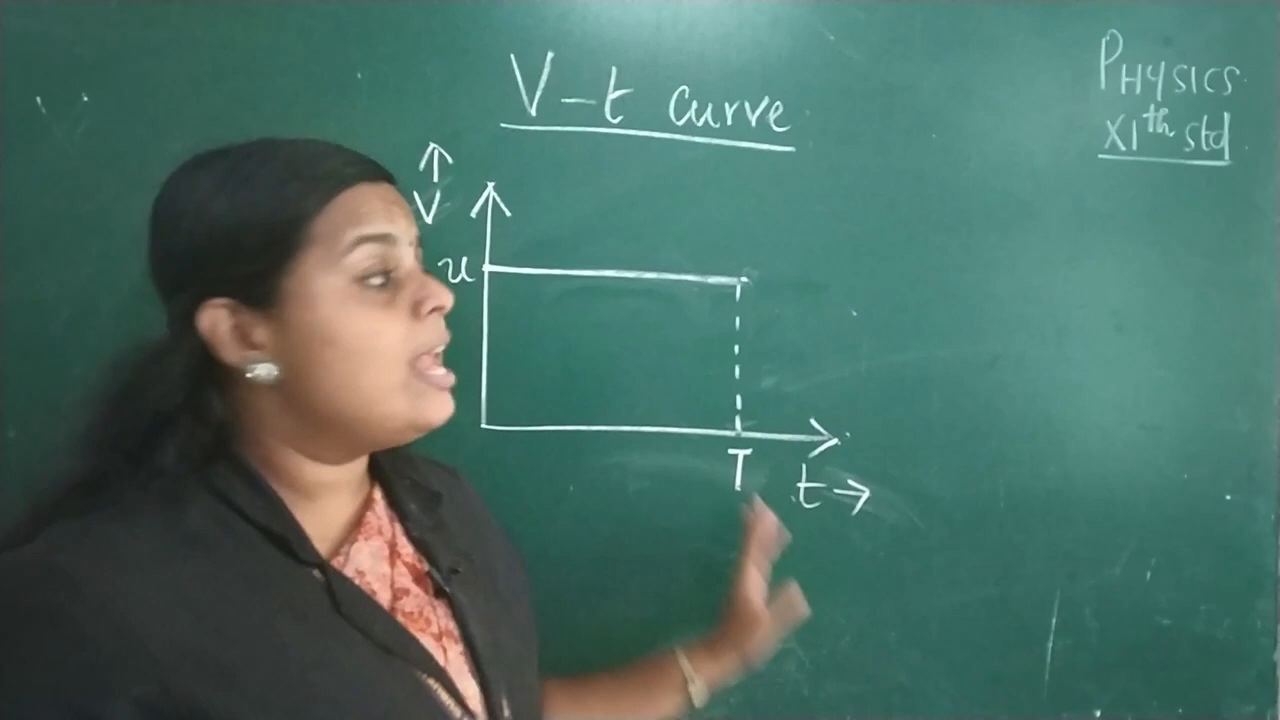 V-t curve
PHYSICS
XIth std
V
u
T
t →